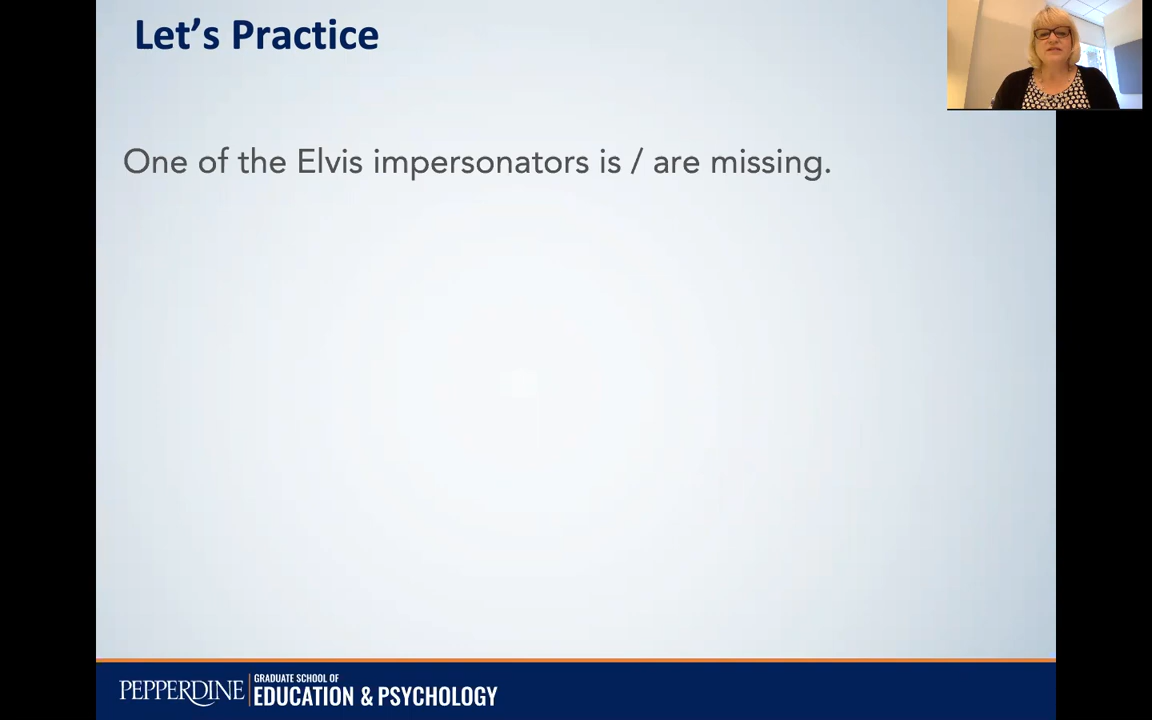 Let's Practice
One of the Elvis impersonators is / are missing.
PEPPERDINE
GRADUATE SCHOOL OF
EDUCATION & PSYCHOLOGY